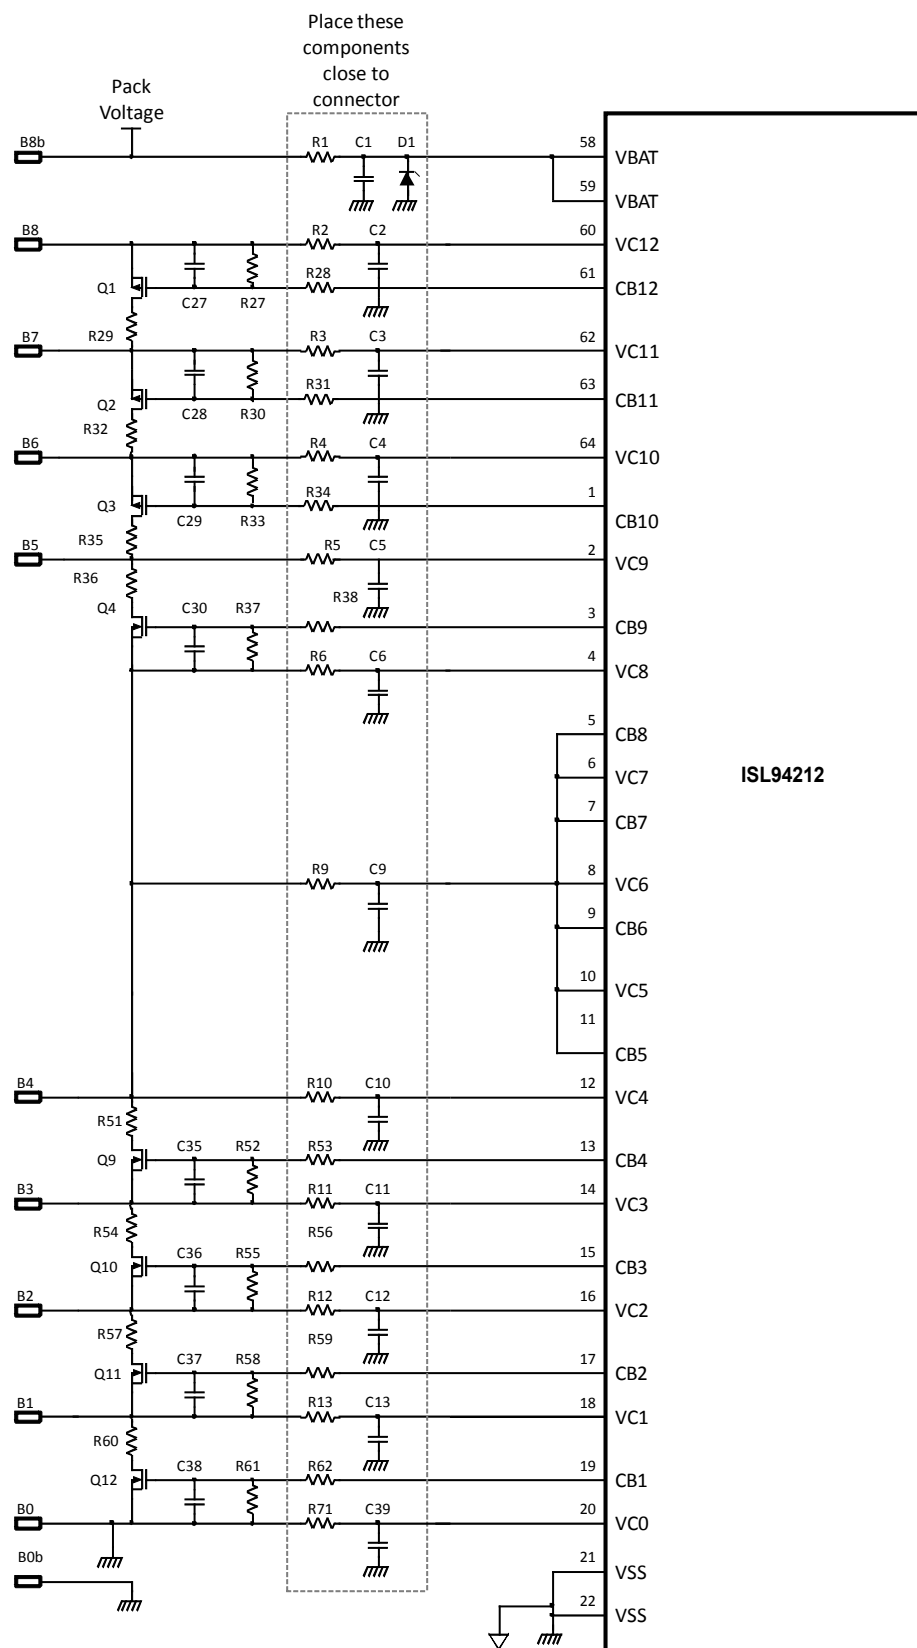 Place these
components
close to
connector
Pack
Voltage
B8b R1 C1 D1 58 VBAT
59 VBAT
B8 R2 C2 60 VC12
Q1 C27 R27 R28 61 CB12
R29
B7 R3 C3 62 VC11
Q2 C28 R30 R31 63 CB11
R32
B6 R4 C4 64 VC10
Q3 C29 R33 R34 1 CB10
R35
B5 R5 C5 2 VC9
R36 R38
Q4 C30 R37 3 CB9
R6 C6 4 VC8
5 CB8
6 VC7
ISL94212
7 CB7
R9 C9 8 VC6
9 CB6
10 VC5
11 CB5
B4 R10 C10 12 VC4
R51
Q9 C35 R52 R53 13 CB4
B3 R11 C11 14 VC3
R54 R56
Q10 C36 R55 15 CB3
B2 R12 C12 16 VC2
R57 R59
Q11 C37 R58 17 CB2
B1 R13 C13 18 VC1
R60
Q12 C38 R61 R62 19 CB1
B0 R71 C39 20 VC0
B0b 21 VSS
22 VSS